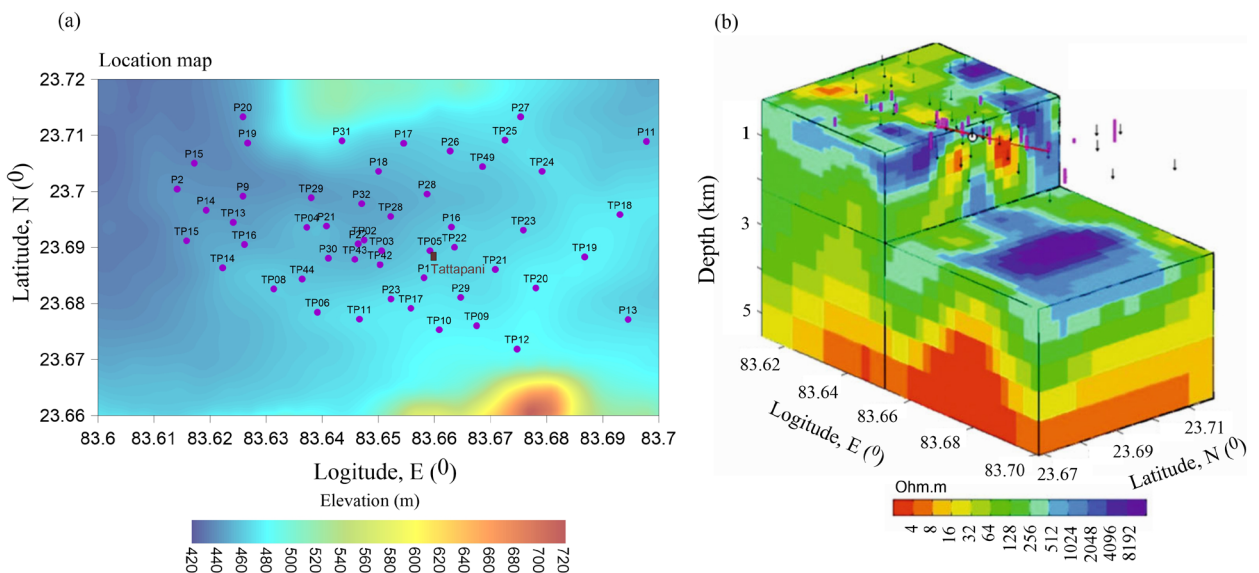 (a)
Location map
23.72
23.71
23.7
23.69
23.68
23.67
23.66
Latitude, N (0)
P20
P27
P19
P31
P17
TP25
P11
P26
P15
TP49
P18
TP24
P2
P9
TP29
P28
P32
P14
TP28
TP18
TP13
TP04
P21
P16
TP23
TP02
P22
TP15
TP16
TP03
TP05
TP22
P30
TP43
TP42
TP19
Tattapani
TP14
TP21
TP44
P1
TP08
TP20
P23
P29
TP06
TP11
TP17
P13
TP10
TP09
TP12
83.6 83.61 83.62 83.63 83.64 83.65 83.66 83.67 83.68 83.69 83.7
Logitude, E (0)
Elevation (m)
420 440 460 480 500 520 540 560 580 600 620 640 660 680 700 720
(b)
Depth (km)
1
3
5
83.62
83.64
83.66
83.68
83.70
Logitude, E (0)
23.67
23.69
23.71
Latitude, N (0)
Ohm.m
4 8 16 32 64 128 256 512 1024 2048 4096 8192